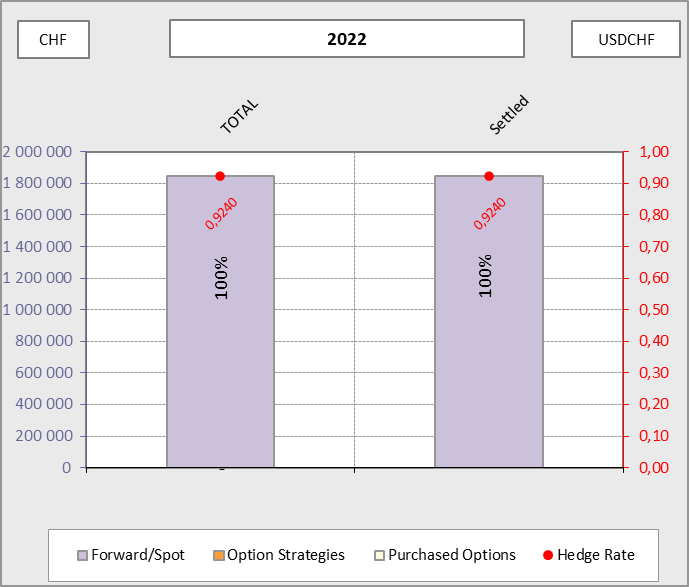 CHF
2022
USDCHF
TOTAL
Settled
2 000 000
1 800 000
1 600 000
1 400 000
1 200 000
1 000 000
800 000
600 000
400 000
200 000
0
1,00
0,90
0,80
0,70
0,60
0,50
0,40
0,30
0,20
0,10
0,00
0,9240
100%
0,9240
100%
-
Forward/Spot
Option Strategies
Purchased Options
Hedge Rate